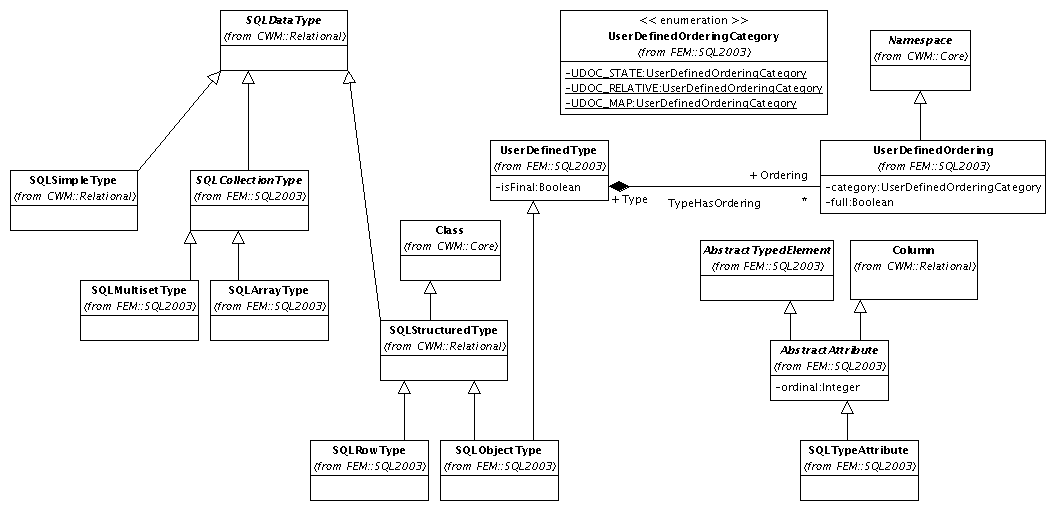 SQLDataType
(from CWM::Relational)
<< enumeration >>
UserDefinedOrderingCategory
(from FEM::SQL2003)
-UDOC_STATE:UserDefinedOrderingCategory
-UDOC_RELATIVE:UserDefinedOrderingCategory
-UDOC_MAP:UserDefinedOrderingCategory
Namespace
(from CWM::Core)
UserDefinedType
(from FEM::SQL2003)
-isFinal:Boolean
+Type
TypeHasOrdering
+Ordering
*
UserDefinedOrdering
(from FEM::SQL2003)
-category:UserDefinedOrderingCategory
-full:Boolean
SQLSimpleType
(from CWM::Relational)
SQLCollectionType
(from FEM::SQL2003)
Class
(from CWM::Core)
AbstractTypedElement
(from FEM::SQL2003)
Column
(from CWM::Relational)
SQLMultisetType
(from FEM::SQL2003)
SQLArrayType
(from FEM::SQL2003)
SQLStructuredType
(from CWM::Relational)
AbstractAttribute
(from FEM::SQL2003)
-ordinal:Integer
SQLRowType
(from FEM::SQL2003)
SQLObjectType
(from FEM::SQL2003)
SQLTypeAttribute
(from FEM::SQL2003)